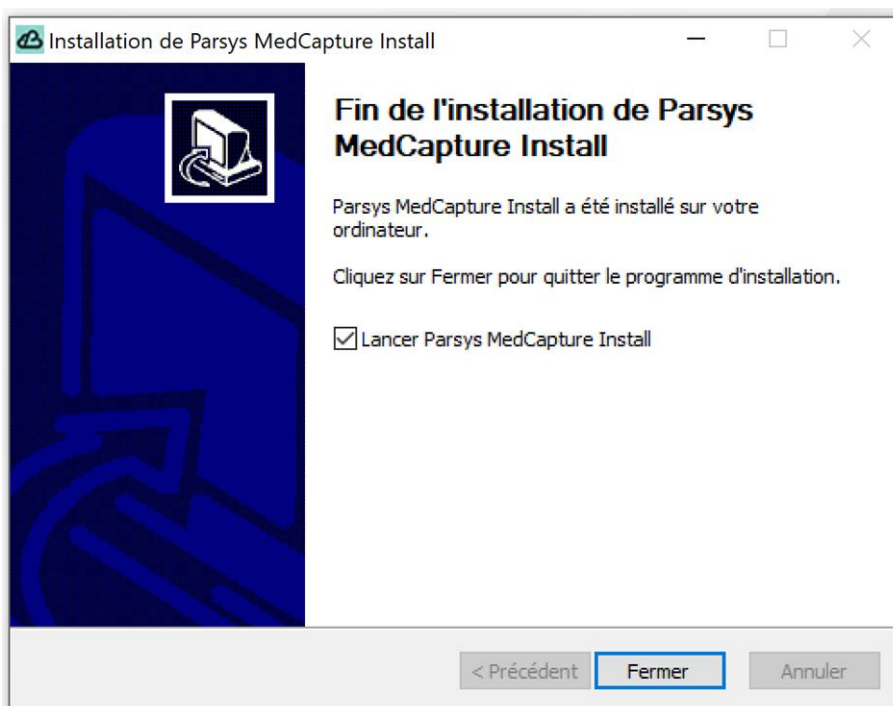 Installation de Parsys MedCapture Install
Fin de l'installation de Parsys
MedCapture Install
Parsys MedCapture Install a été installé sur votre
ordinateur.
Cliquez sur Fermer pour quitter le programme d'installation.
Lancer Parsys MedCapture Install
< Précédent Fermer Annuler